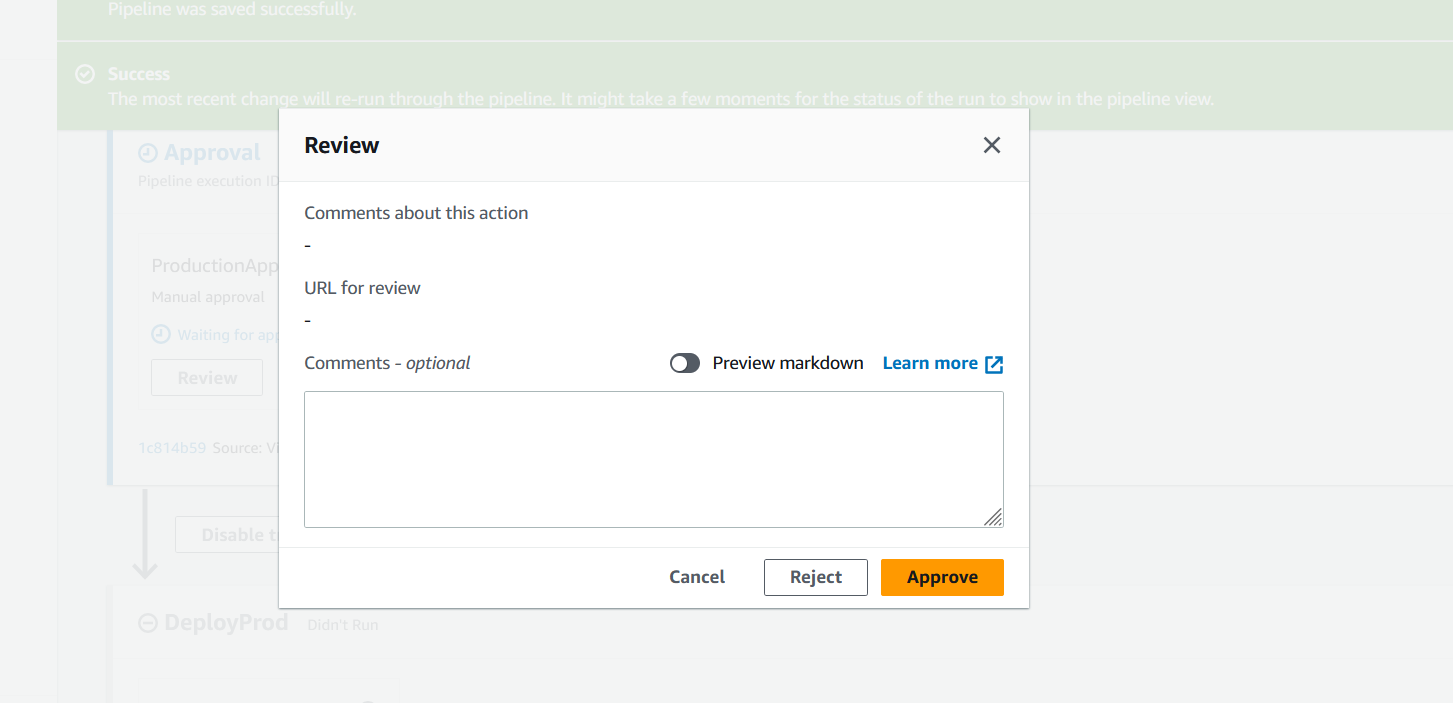 Pipeline was saved successfully.
Success
The most recent change will re-run through the pipeline. It might take a few moments for the status of the run to show in the pipeline view.
Approval
Pipeline execution ID
Review
Comments about this action
-
URL for review
-
ProductionApp
Manual approval
Waiting for
Review
Comments - optional
Preview markdown
Learn more
1c814b59 Source:
Disable
Cancel
Reject
Approve
DeployProd
Didn't Run